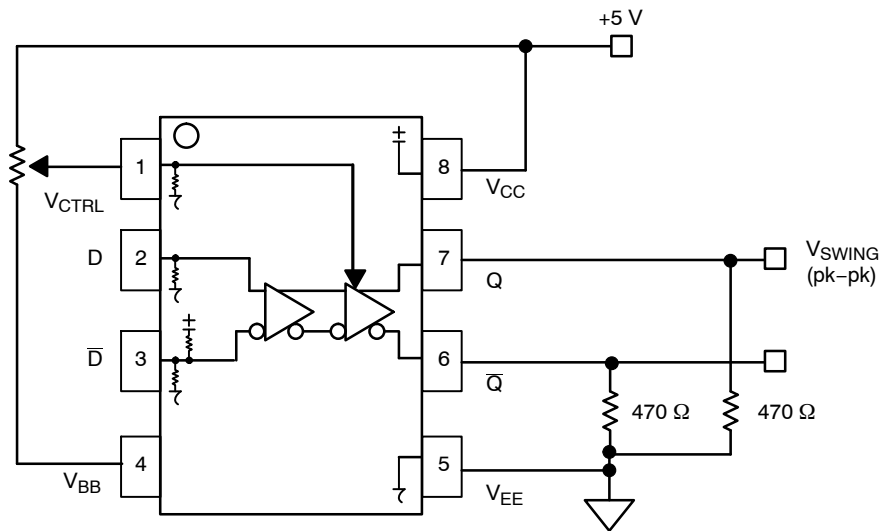 +5 V
1
8
V_CTRL
V_CC
D
2
7
V_SWING
(pk−pk)
Q
D̅
3
6
Q̅
470 Ω
470 Ω
4
5
V_BB
V_EE